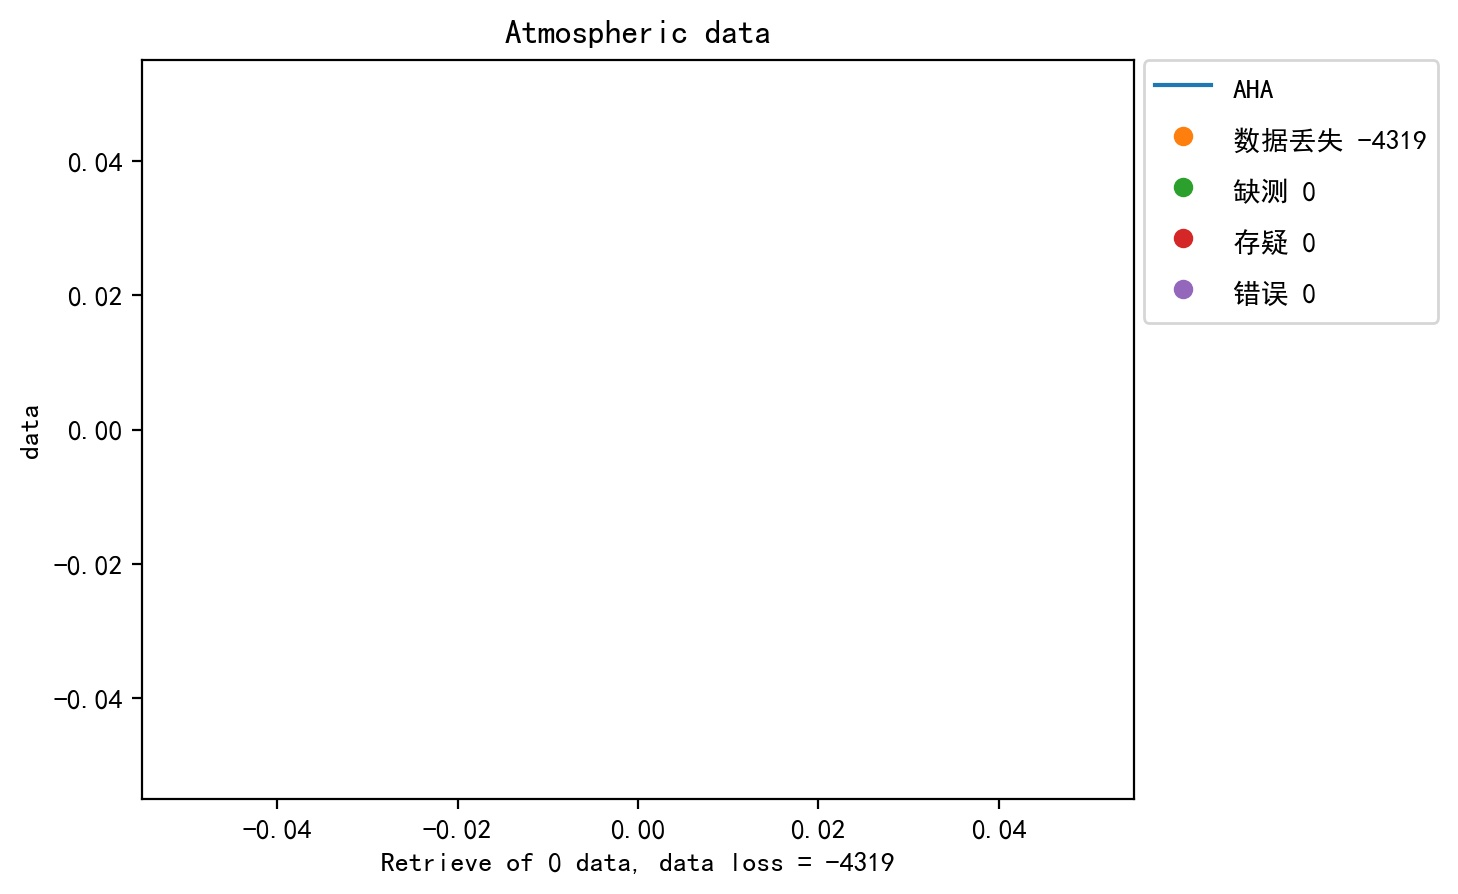 Atmospheric data
AHA
数据丢失 -4319
缺测 0
存疑 0
错误 0
data
0.04
0.02
0.00
-0.02
-0.04
-0.04
-0.02
0.00
0.02
0.04
Retrieve of 0 data, data loss = -4319